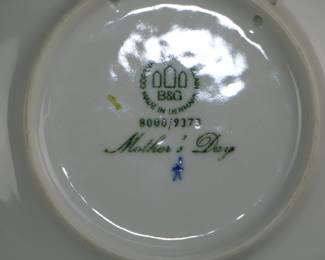 B&G
MADE IN DENMARK
8000/9373
Mother's Day